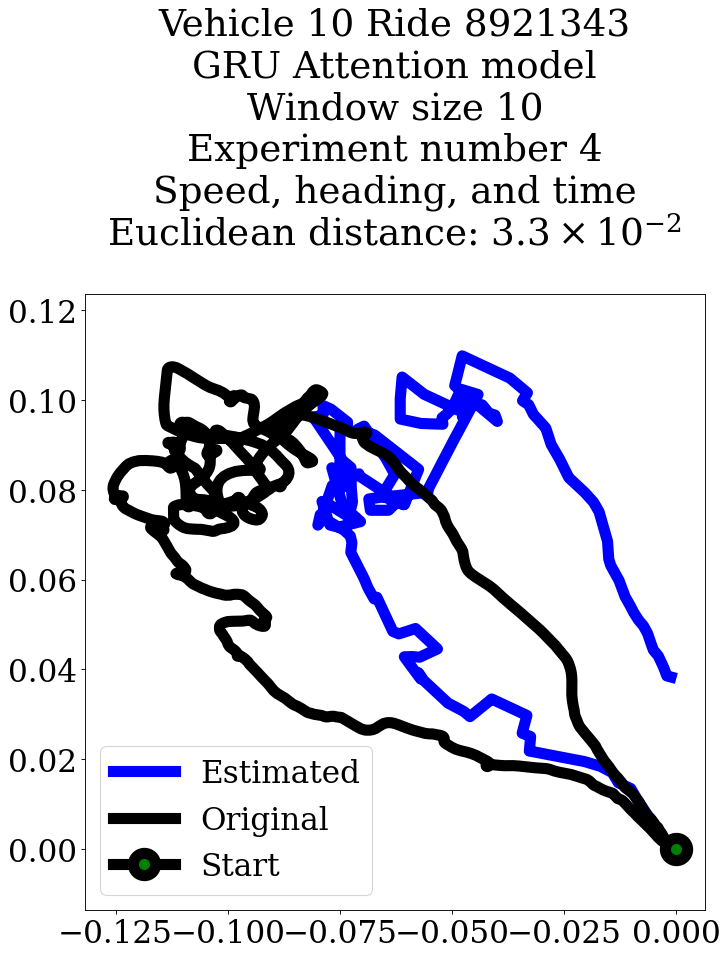 Vehicle 10 Ride 8921343
GRU Attention model
Window size 10
Experiment number 4
Speed, heading, and time
Euclidean distance: 3.3 × 10⁻²
0.12
0.10
0.08
0.06
0.04
0.02
0.00
Estimated
Original
Start
−0.125 −0.100 −0.075 −0.050 −0.025 0.000